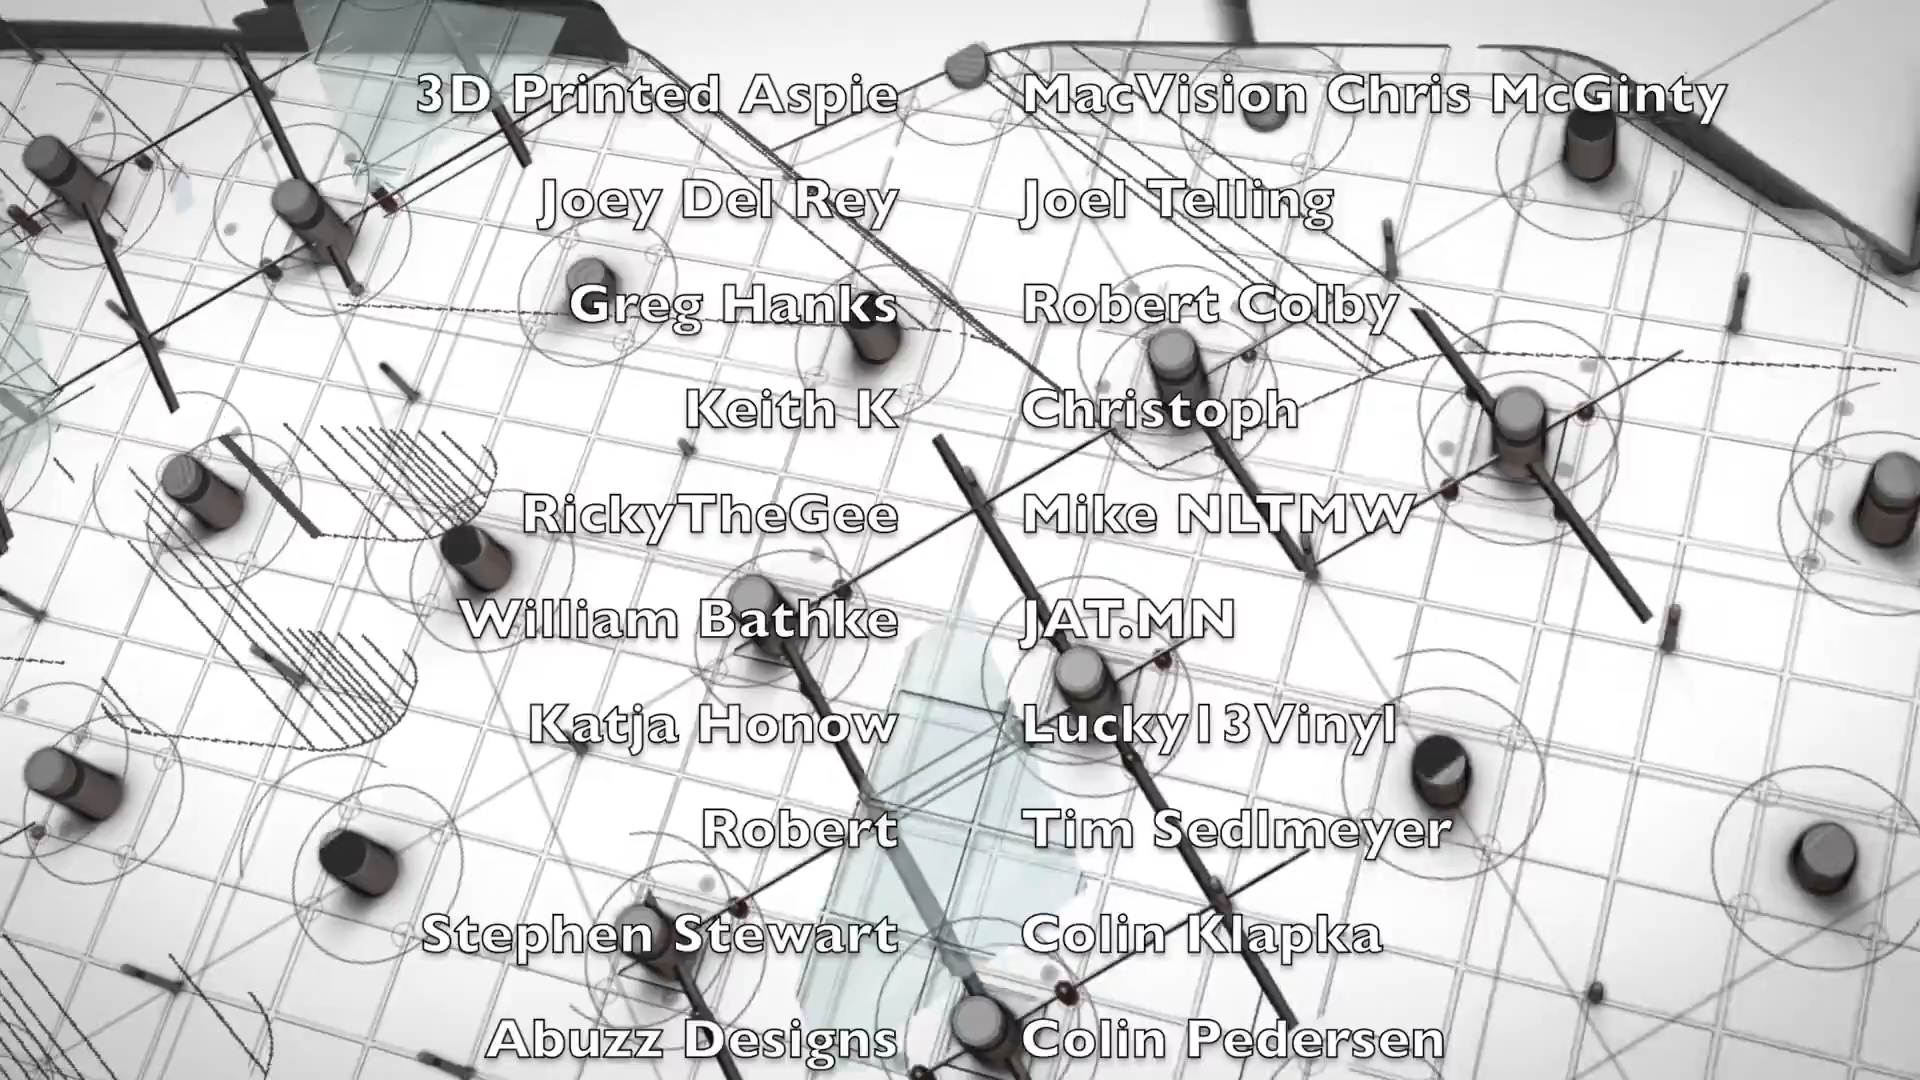 3D Printed Aspie MacVision Chris McGinty
Joey Del Rey Joel Telling
Greg Hanks Robert Colby
Keith K Christoph
RickyTheGee Mike NLTMW
William Bathke JAT.MN
Katja Honow Lucky13Vinyl
Robert Tim Sedlmeyer
Stephen Stewart Colin Klapka
Abuzz Designs Colin Pedersen